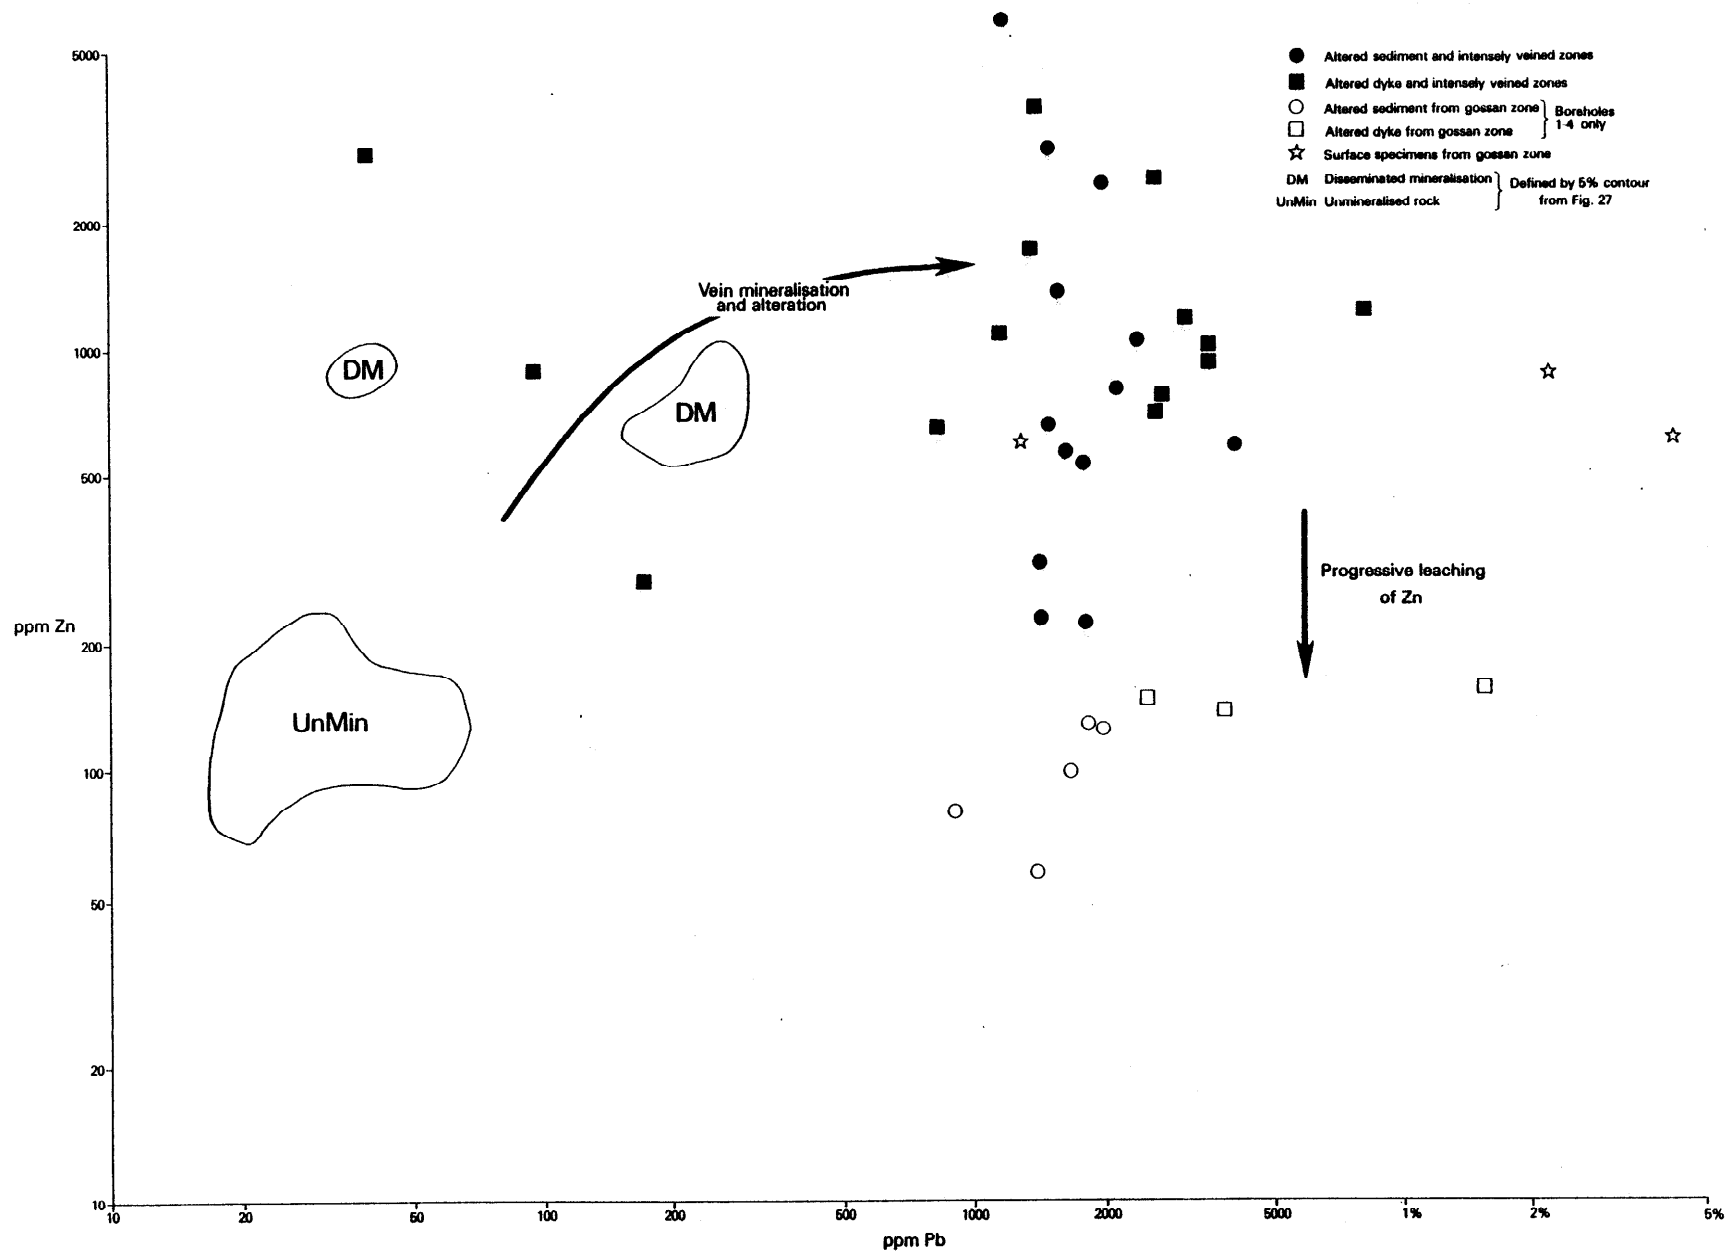 5000
2000
1000
500
ppm Zn
200
100
50
20
10
10
20
50
100
200
500
1000
2000
5000
1%
2%
5%
ppm Pb
Altered sediment and intensely veined zones
Altered dyke and intensely veined zones
Altered sediment from gossan zone
Altered dyke from gossan zone
Boreholes
1-4 only
Surface specimens from gossan zone
DM Disseminated mineralisation
UnMin Unmineralised rock
Defined by 5% contour
from Fig. 27
Vein mineralisation
and alteration
DM
DM
UnMin
Progressive leaching
of Zn